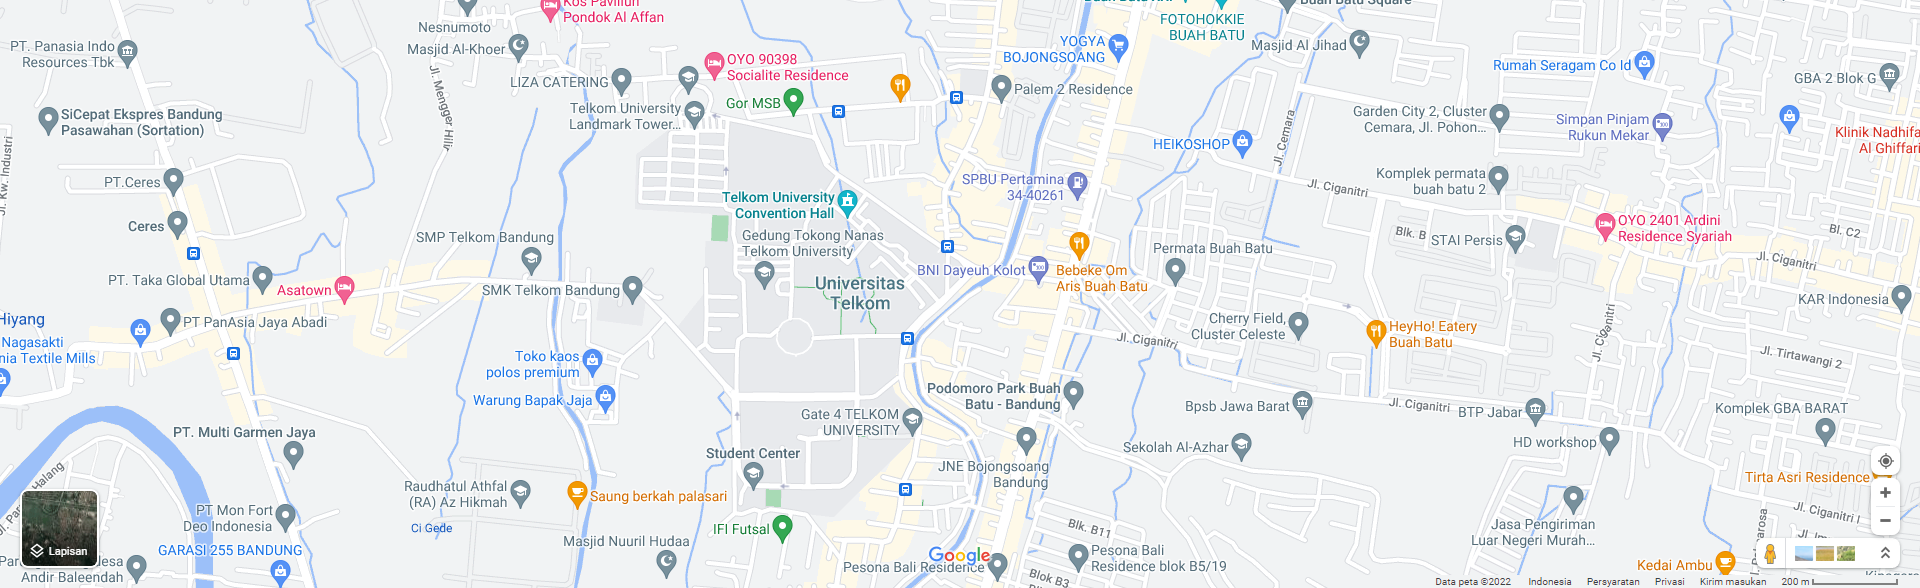 Kos Paviliun
Pondok Al Affan
Nesnumoto
Buah Batu Square
FOTOHOKKIE
BUAH BATU
PT. Panasia Indo
Resources Tbk
Masjid Al-Khoer
Jl. Mengger Hilir
LIZA CATERING
OYO 90398
Socialite Residence
YOGYA
BOJONGSOANG
Masjid Al Jihad
Rumah Seragam Co Id
GBA 2 Blok G
Gor MSB
Palem 2 Residence
Telkom University
Landmark Tower...
SiCepat Ekspres Bandung
Pasawahan (Sortation)
Garden City 2, Cluster
Cemara, Jl. Pohon...
Simpan Pinjam
Rukun Mekar
Klinik Nadhifa
Al Ghiffari
HEIKOSHOP
Jl. Cemara
Jl. Kw. Industri
PT.Ceres
SPBU Pertamina
34-40261
Jl. Ciganitri
Komplek permata
buah batu 2
Telkom University
Convention Hall
Ceres
OYO 2401 Ardini
Residence Syariah
Blk. B
STAI Persis
Bl. C2
SMP Telkom Bandung
Gedung Tokong Nanas
Telkom University
Permata Buah Batu
Jl. Ciganitri
PT. Taka Global Utama
Asatown
SMK Telkom Bandung
Universitas
Telkom
BNI Dayeuh Kolot
Bebeke Om
Aris Buah Batu
KAR Indonesia
Hiyang
PT PanAsia Jaya Abadi
Cherry Field,
Cluster Celeste
HeyHo! Eatery
Buah Batu
Jl. Ciganitri
Jl. Ciganitri
Nagasakti
nia Textile Mills
Jl. Tirtawangi 2
Toko kaos
polos premium
Warung Bapak Jaja
Podomoro Park Buah
Batu - Bandung
Bpsb Jawa Barat
Jl. Ciganitri
BTP Jabar
Komplek GBA BARAT
Gate 4 TELKOM
UNIVERSITY
PT. Multi Garmen Jaya
Sekolah Al-Azhar
HD workshop
Student Center
JNE Bojongsoang
Bandung
Tirta Asri Residence
Raudhatul Athfal
(RA) Az Hikmah
Saung berkah palasari
Ci Gede
PT Mon Fort
Deo Indonesia
IFI Futsal
Blk. B11
Jasa Pengiriman
Luar Negeri Murah...
Jl. Ciganitri I
Lapisan
GARASI 255 BANDUNG
Masjid Nuuril Hudaa
Google
Pesona Bali Residence
Pesona Bali
Residence blok B5/19
Blk. B3
Kedai Ambu
Andir Baleendah
Data peta ©2022
Indonesia
Persyaratan
Privasi
Kirim masukan
200 m